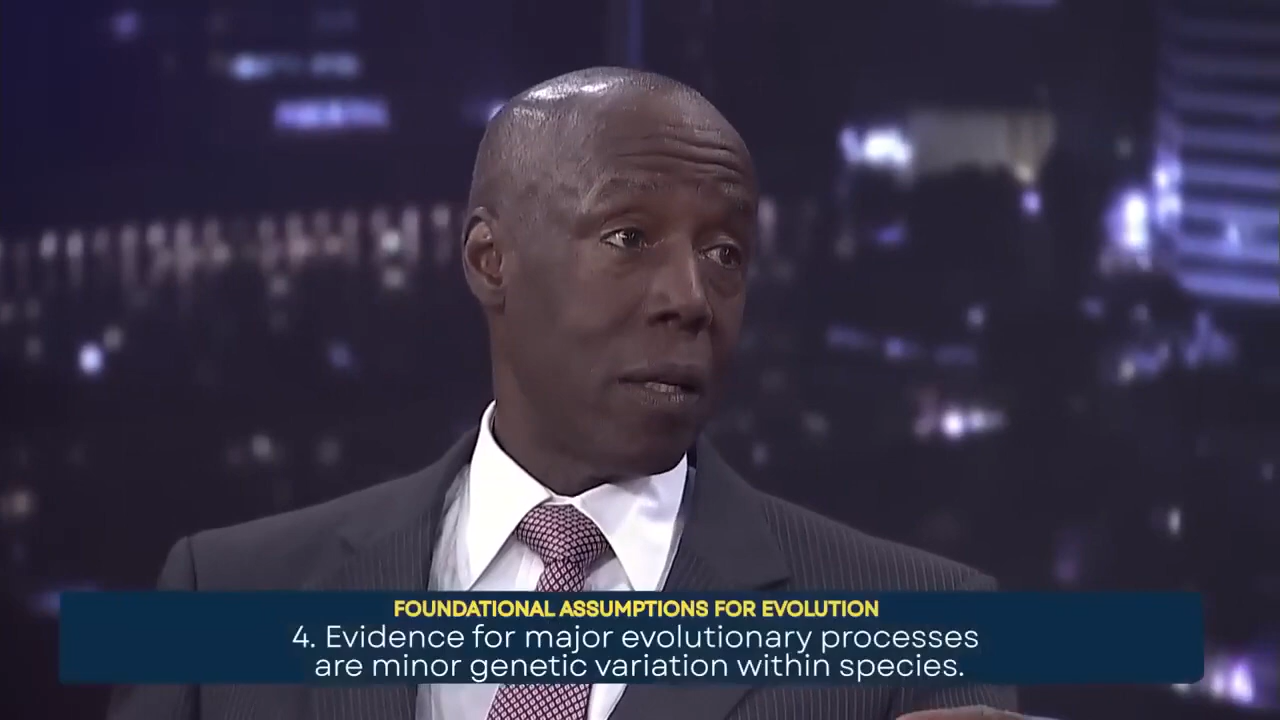 FOUNDATIONAL ASSUMPTIONS FOR EVOLUTION
4. Evidence for major evolutionary processes
are minor genetic variation within species.